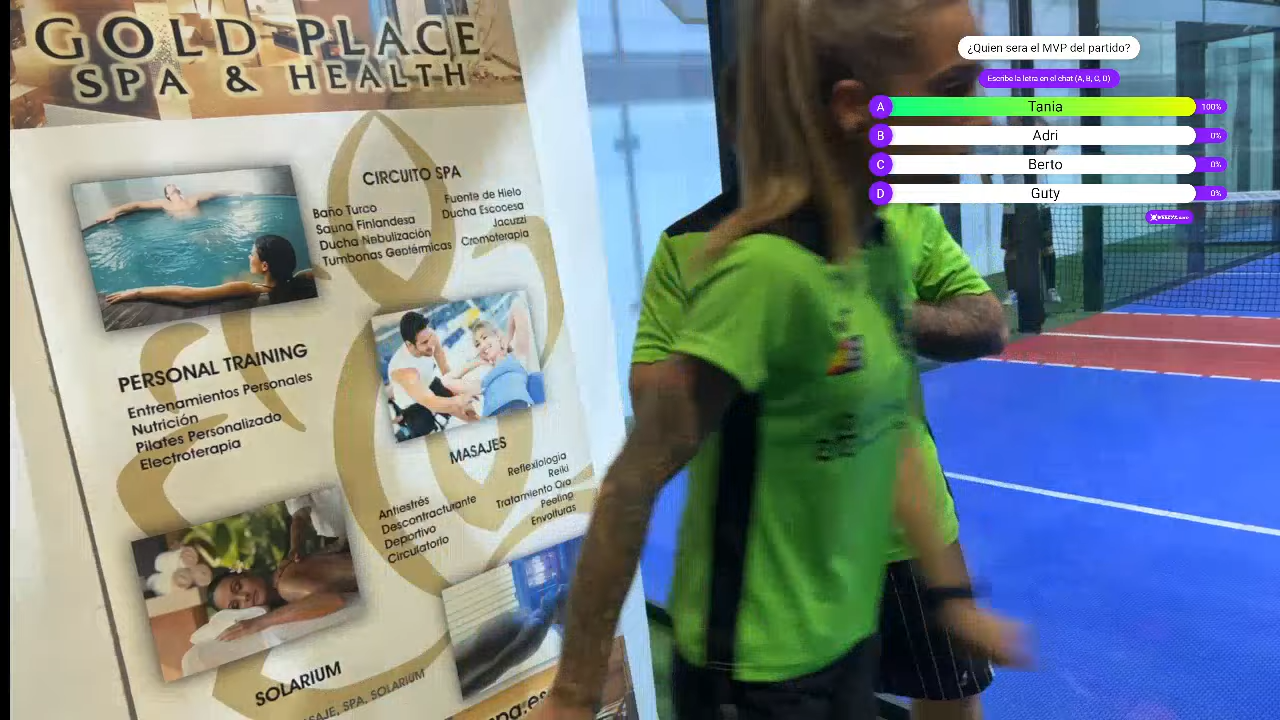 GOLD PLACE
SPA & HEALTH
CIRCUITO SPA
Baño Turco
Sauna Finlandesa
Ducha Nebulización
Tumbonas Geotérmicas
Fuente de Hielo
Ducha Escocesa
Jacuzzi
Cromoterapia
PERSONAL TRAINING
Entrenamientos Personales
Nutrición
Pilates Personalizado
Electroterapia
MASAJES
Antiestrés
Descontracturante
Deportivo
Circulatorio
Reflexiología
Reiki
Tratamiento Oro
Peeling
Envolturas
SOLARIUM
SPA, SOLARIUM
¿Quien sera el MVP del partido?
Escribe la letra en el chat (A, B, C, D)
A Tania 100%
B Adri 0%
C Berto 0%
D Guty 0%